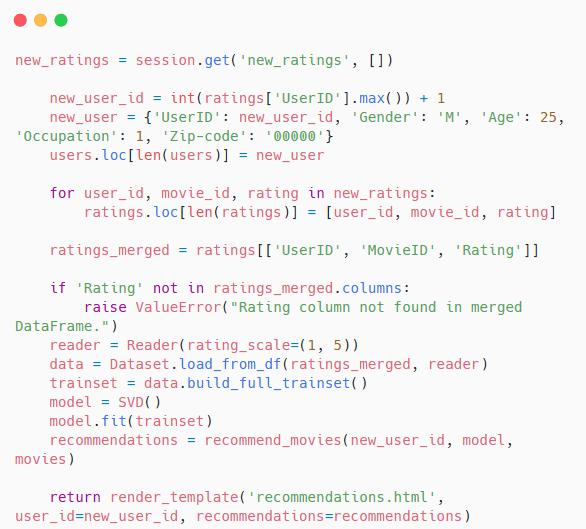 new_ratings = session.get('new_ratings', [])

    new_user_id = int(ratings['UserID'].max()) + 1
    new_user = {'UserID': new_user_id, 'Gender': 'M', 'Age': 25,
'Occupation': 1, 'Zip-code': '00000'}
    users.loc[len(users)] = new_user

    for user_id, movie_id, rating in new_ratings:
        ratings.loc[len(ratings)] = [user_id, movie_id, rating]

    ratings_merged = ratings[['UserID', 'MovieID', 'Rating']]

    if 'Rating' not in ratings_merged.columns:
        raise ValueError("Rating column not found in merged
DataFrame.")
    reader = Reader(rating_scale=(1, 5))
    data = Dataset.load_from_df(ratings_merged, reader)
    trainset = data.build_full_trainset()
    model = SVD()
    model.fit(trainset)
    recommendations = recommend_movies(new_user_id, model,
movies)

    return render_template('recommendations.html',
user_id=new_user_id, recommendations=recommendations)